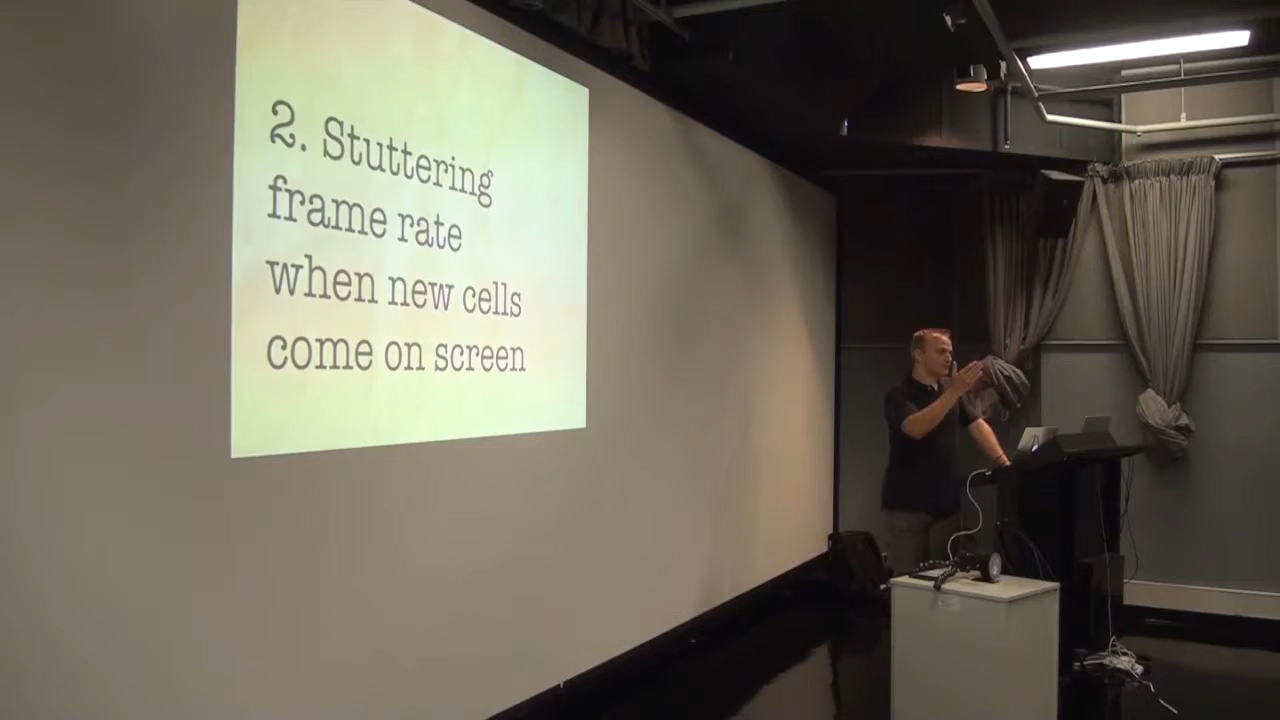 2. Stuttering
frame rate
when new cells
come on screen